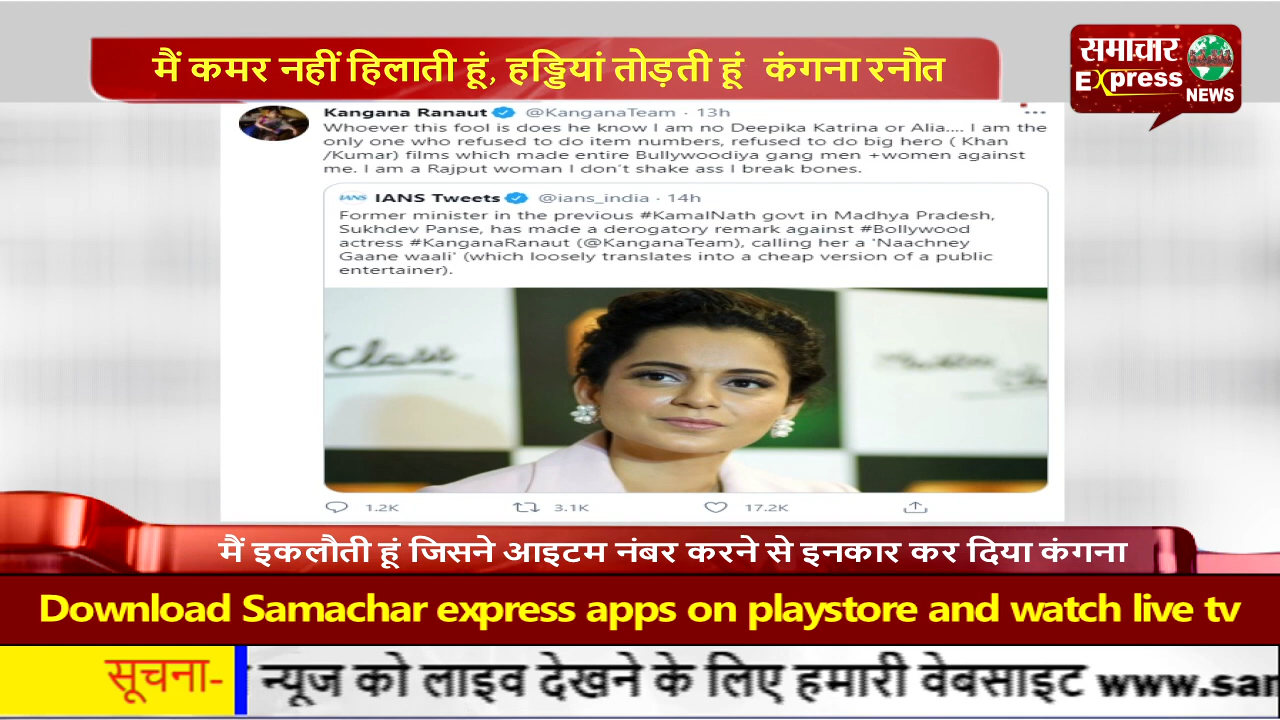 मैं कमर नहीं हिलाती हूं, हड्डियां तोड़ती हूं कंगना रनौत
समाचार
Express
NEWS
Kangana Ranaut @KanganaTeam · 13h
Whoever this fool is does he know I am no Deepika Katrina or Alia.... I am the
only one who refused to do item numbers, refused to do big hero ( Khan
/Kumar) films which made entire Bullywoodiya gang men +women against
me. I am a Rajput woman I don't shake ass I break bones.
IANS IANS Tweets @ians_india · 14h
Former minister in the previous #KamalNath govt in Madhya Pradesh,
Sukhdev Panse, has made a derogatory remark against #Bollywood
actress #KanganaRanaut (@KanganaTeam), calling her a 'Naachney
Gaane waali' (which loosely translates into a cheap version of a public
entertainer).
1.2K 3.1K 17.2K
मैं इकलौती हूं जिसने आइटम नंबर करने से इनकार कर दिया कंगना
Download Samachar express apps on playstore and watch live tv
सूचना- न्यूज को लाइव देखने के लिए हमारी वेबसाइट www.sam